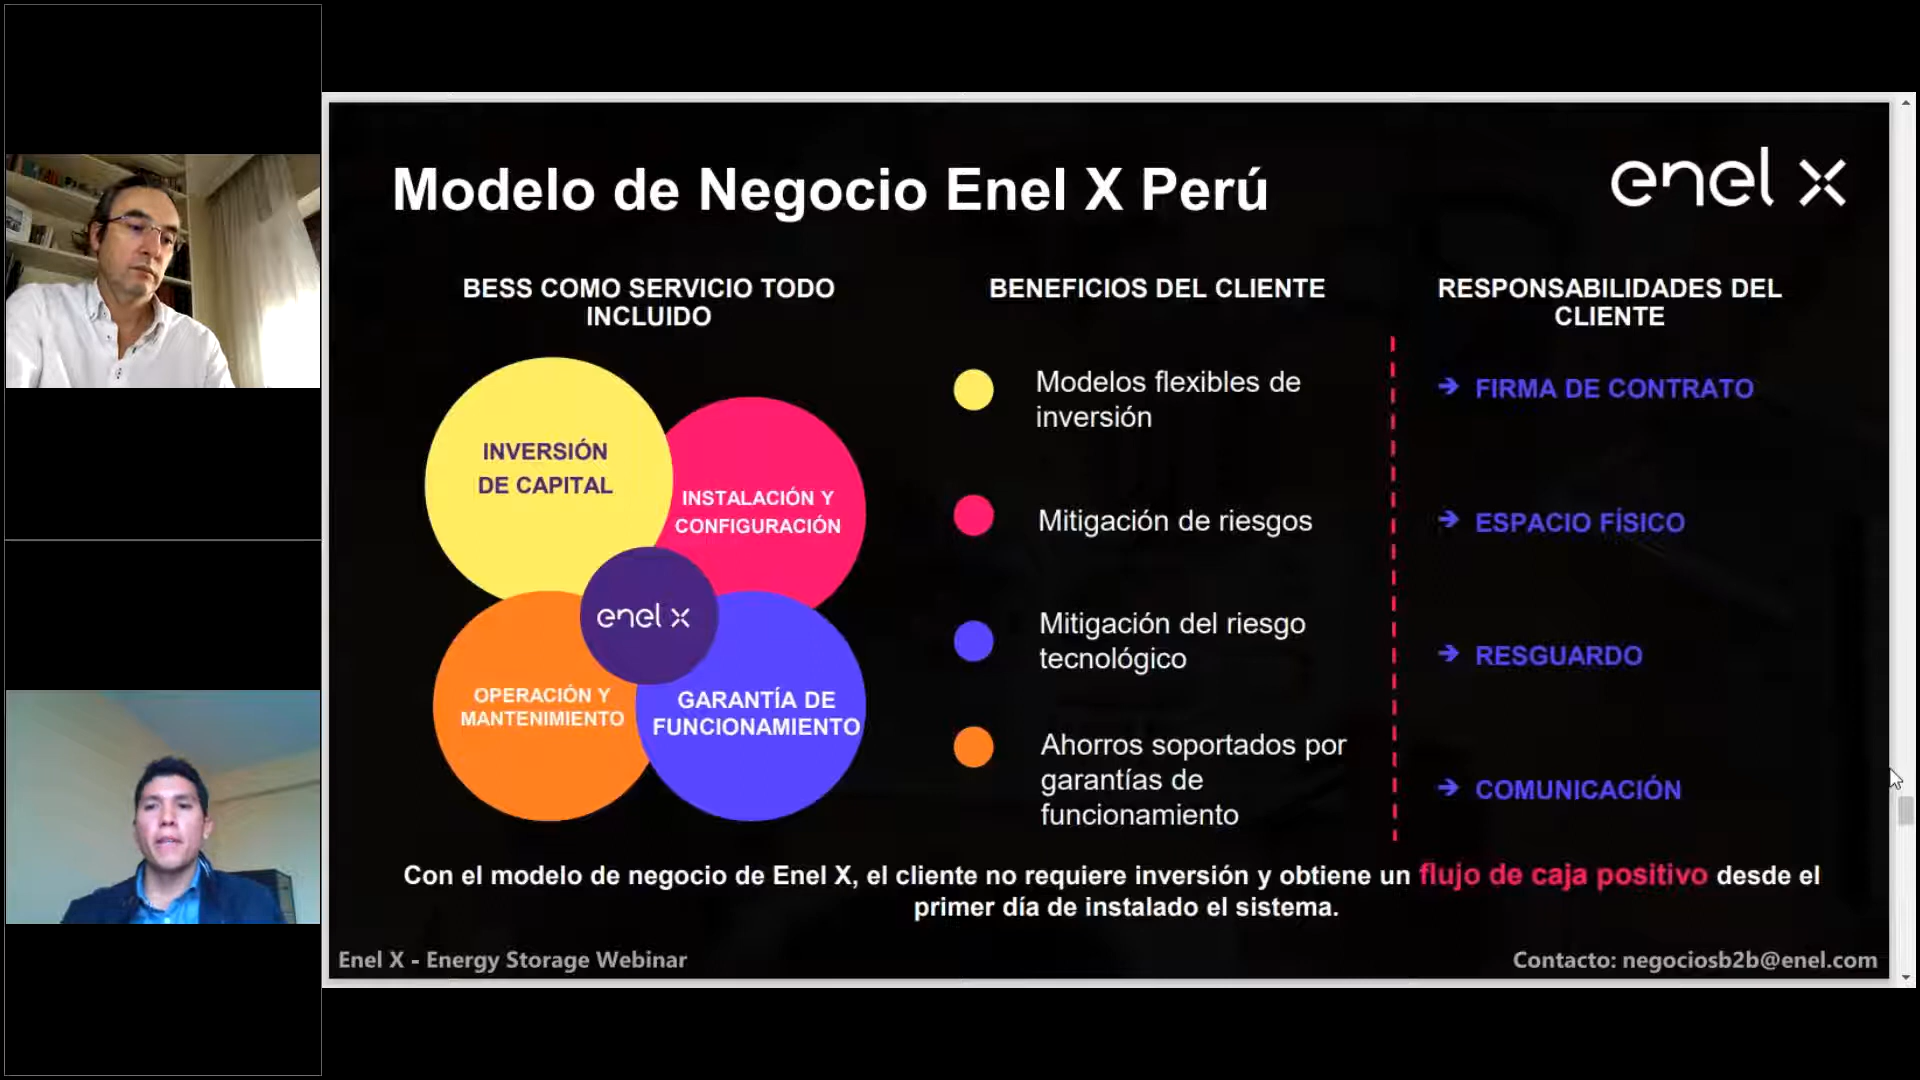 Modelo de Negocio Enel X Perú
enel x
BESS COMO SERVICIO TODO
INCLUIDO
INVERSIÓN
DE CAPITAL
INSTALACIÓN Y
CONFIGURACIÓN
enel x
OPERACIÓN Y
MANTENIMIENTO
GARANTÍA DE
FUNCIONAMIENTO
BENEFICIOS DEL CLIENTE
Modelos flexibles de
inversión
Mitigación de riesgos
Mitigación del riesgo
tecnológico
Ahorros soportados por
garantías de
funcionamiento
RESPONSABILIDADES DEL
CLIENTE
FIRMA DE CONTRATO
ESPACIO FÍSICO
RESGUARDO
COMUNICACIÓN
Con el modelo de negocio de Enel X, el cliente no requiere inversión y obtiene un flujo de caja positivo desde el
primer día de instalado el sistema.
Enel X - Energy Storage Webinar
Contacto: negociosb2b@enel.com